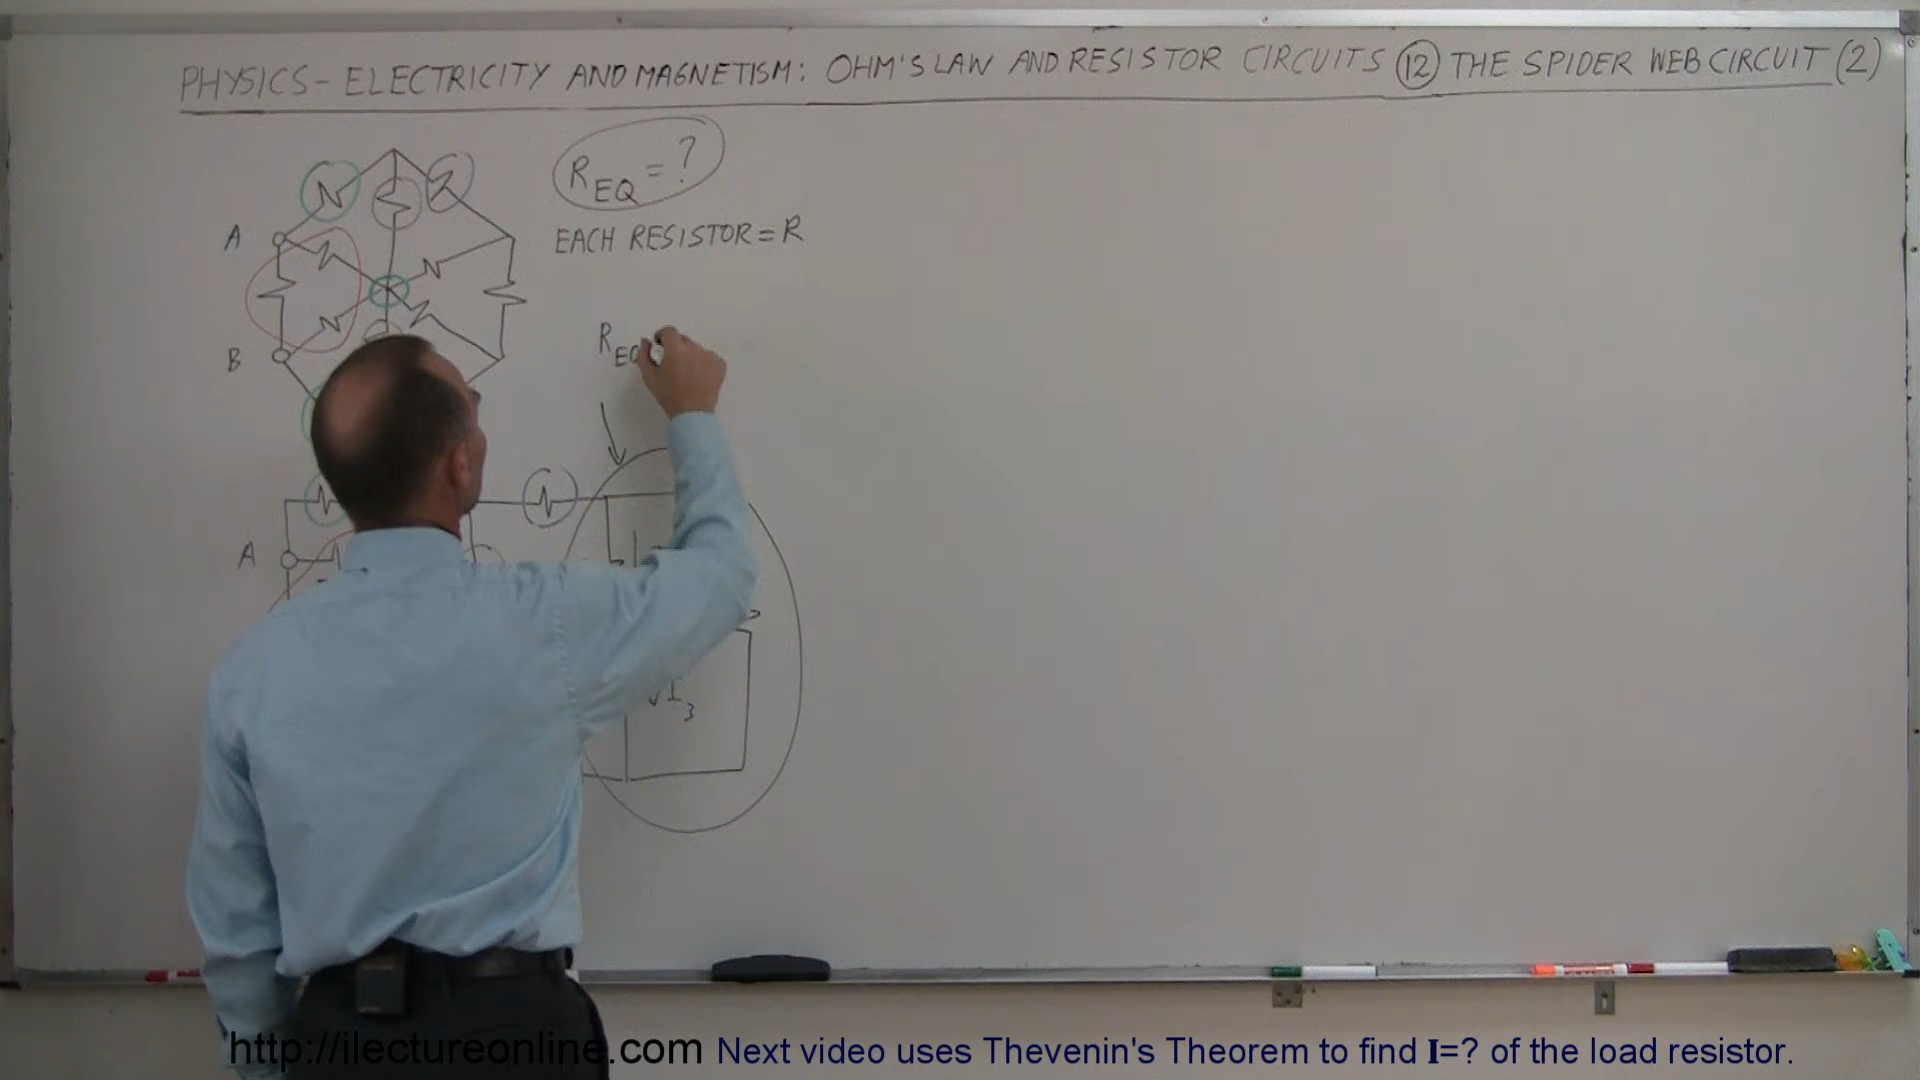 PHYSICS - ELECTRICITY AND MAGNETISM: OHM'S LAW AND RESISTOR CIRCUITS 12 THE SPIDER WEB CIRCUIT (2)
R EQ = ?
A
EACH RESISTOR = R
B
R EQ
A
I 3
http://ilectureonline.com Next video uses Thevenin's Theorem to find I=? of the load resistor.